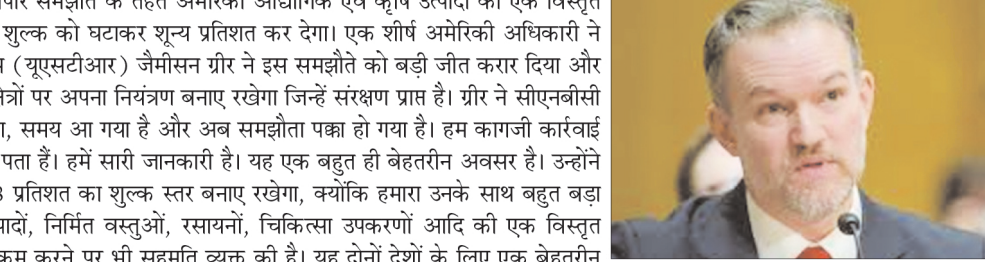 समझौते के तहत अमेरिकी औद्योगिक एवं कृषि उत्पादों की एक विस्तृत
शुल्क को घटाकर शून्य प्रतिशत कर देगा। एक शीर्ष अमेरिकी अधिकारी ने
(यूएसटीआर) जैमीसन ग्रीर ने इस समझौते को बड़ी जीत करार दिया और
पर अपना नियंत्रण बनाए रखेगा जिन्हें संरक्षण प्राप्त है। ग्रीर ने सीएनबीसी
समय आ गया है और अब समझौता पक्का हो गया है। हम कागजी कार्रवाई
पता हैं। हमें सारी जानकारी है। यह एक बहुत ही बेहतरीन अवसर है। उन्होंने
प्रतिशत का शुल्क स्तर बनाए रखेगा, क्योंकि हमारा उनके साथ बहुत बड़ा
निर्मित वस्तुओं, रसायनों, चिकित्सा उपकरणों आदि की एक विस्तृत
कम करने पर भी सहमति व्यक्त की है। यह दोनों देशों के लिए एक बेहतरीन